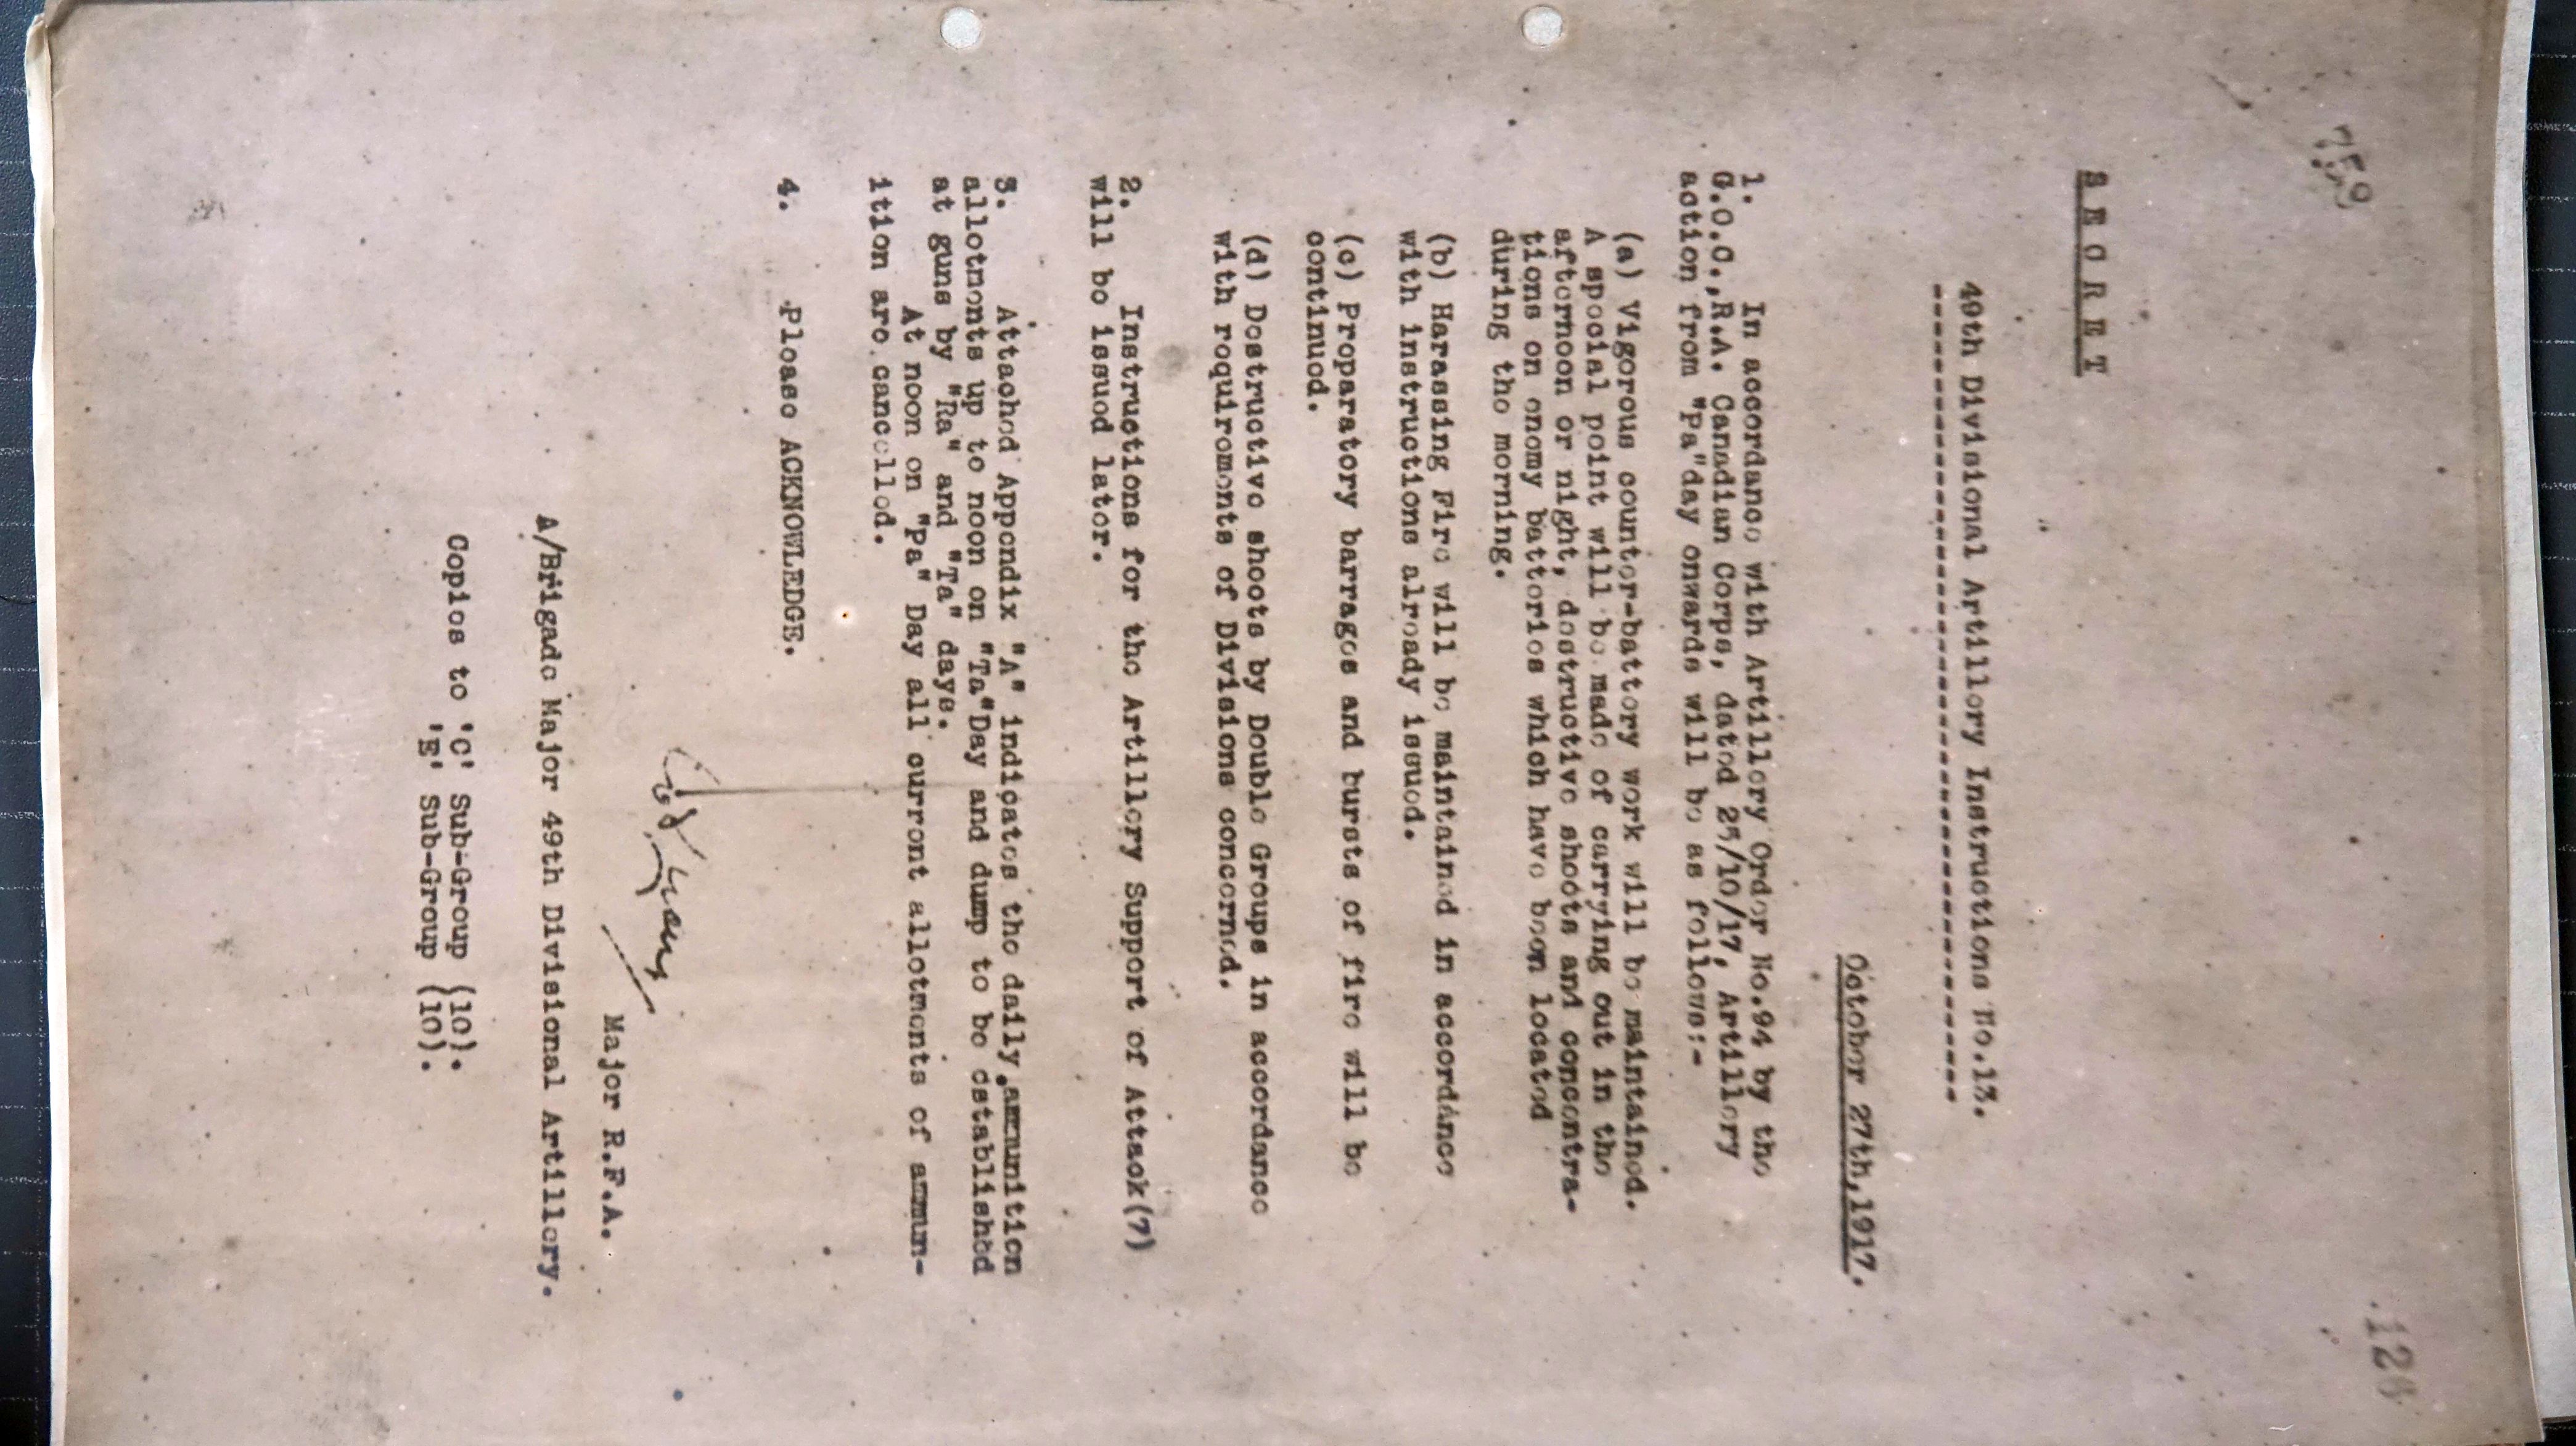 759
128
S E C R E T
49th Divisional Artillery Instructions No.13.
October 27th,1917.
1. In accordance with Artillery Order No.94 by the
G.O.C.,R.A. Canadian Corps, dated 25/10/17, Artillery
action from "Pa"day onwards will be as follows:-
(a) Vigorous counter-battery work will be maintained.
A special point will be made of carrying out in the
afternoon or night, destructive shoots and concentra-
tions on enemy batteries which have been located
during the morning.
(b) Harassing Fire will be maintained in accordance
with instructions already issued.
(c) Preparatory barrages and bursts of fire will be
continued.
(d) Destructive shoots by Double Groups in accordance
with requirements of Divisions concerned.
2. Instructions for the Artillery Support of Attack(7)
will be issued later.
3. Attached Appendix "A" indicates the daily ammunition
allotments up to noon on "Ta"Day and dump to be established
at guns by "Ra" and "Ta" days.
At noon on "Pa" Day all current allotments of ammun-
ition are cancelled.
4. Please ACKNOWLEDGE.
Major R.F.A.
A/Brigade Major 49th Divisional Artillery.
Copies to 'C' Sub-Group (10).
'E' Sub-Group (10).